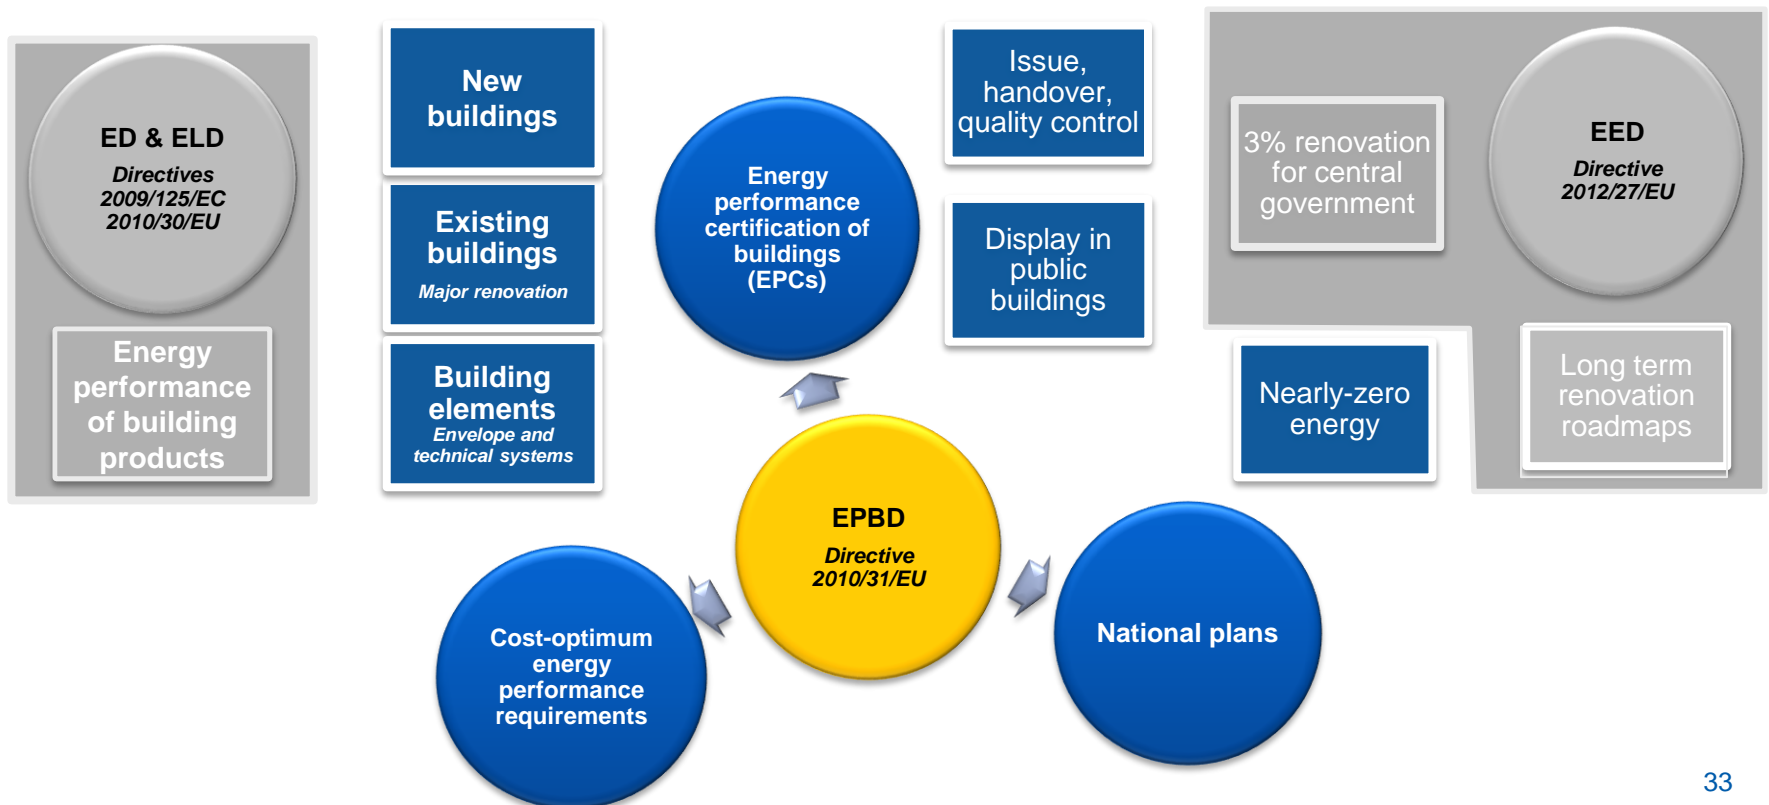 ED & ELD
Directives
2009/125/EC
2010/30/EU
Energy
performance
of building
products
New
buildings
Existing
buildings
Major renovation
Building
elements
Envelope and
technical systems
Energy
performance
certification of
buildings
(EPCs)
Issue,
handover,
quality control
Display in
public
buildings
3% renovation
for central
government
EED
Directive
2012/27/EU
Nearly-zero
energy
Long term
renovation
roadmaps
EPBD
Directive
2010/31/EU
Cost-optimum
energy
performance
requirements
National plans
33